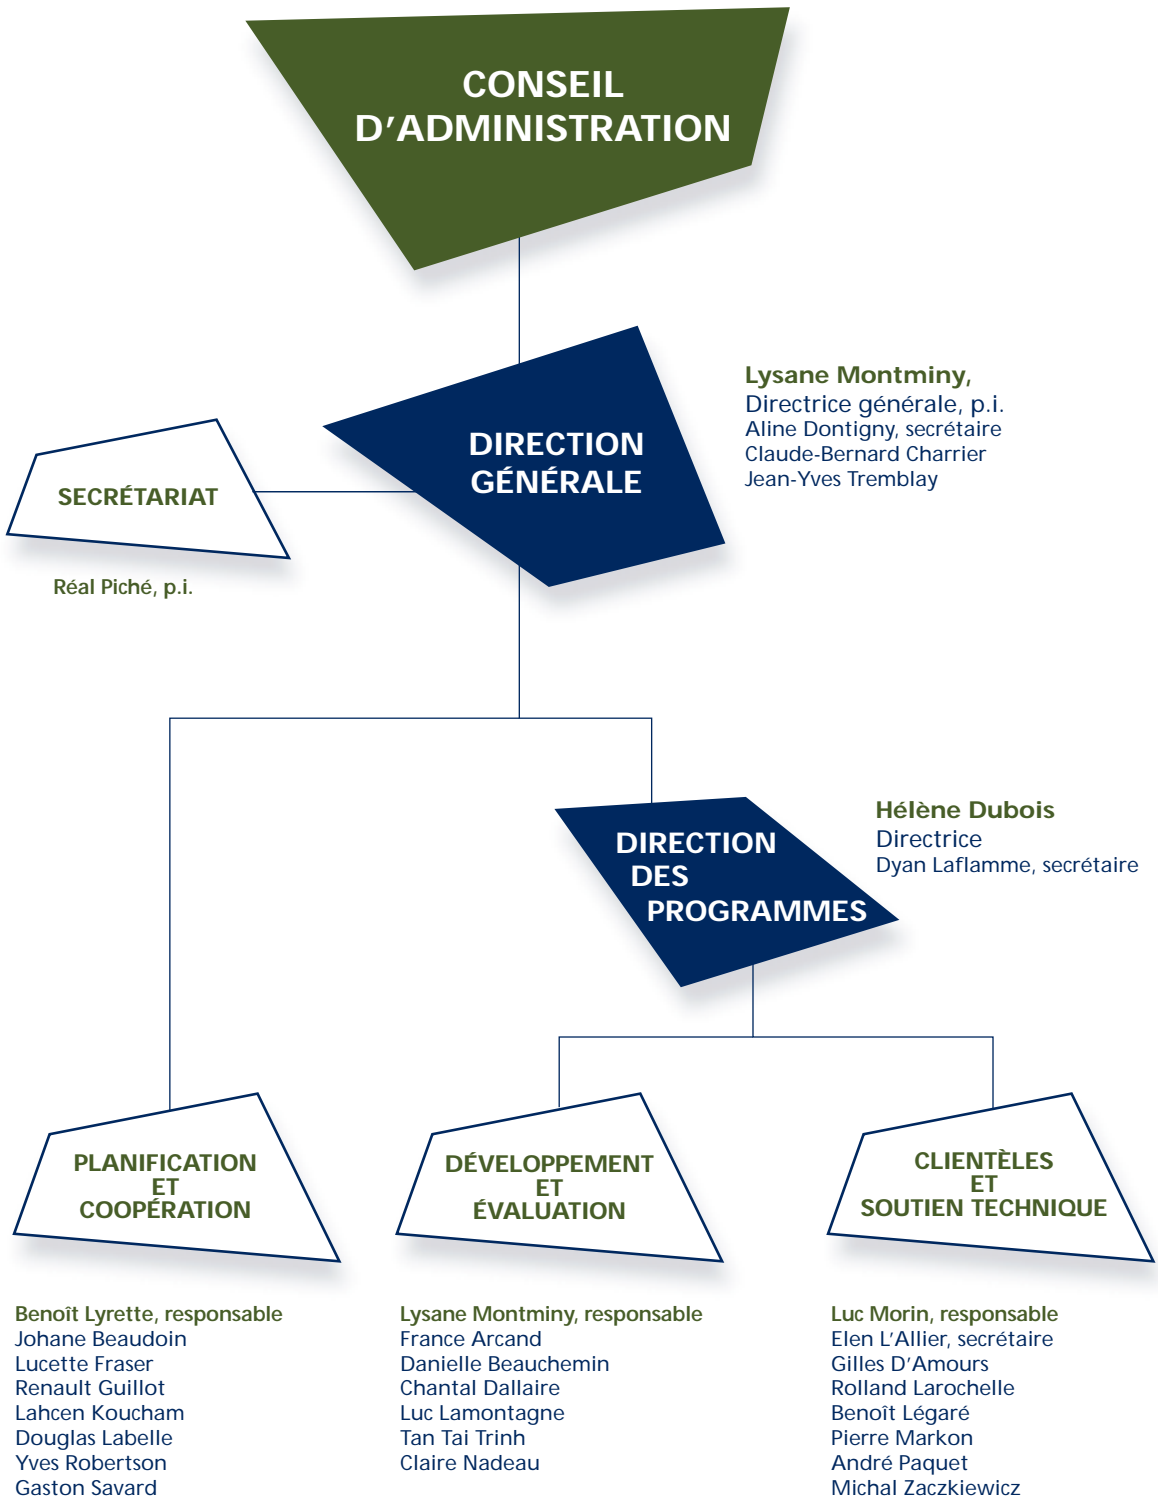 CONSEIL
D'ADMINISTRATION
DIRECTION
GÉNÉRALE
Lysane Montminy,
Directrice générale, p.i.
Aline Dontigny, secrétaire
Claude-Bernard Charrier
Jean-Yves Tremblay
SECRÉTARIAT
Réal Piché, p.i.
DIRECTION
DES
PROGRAMMES
Hélène Dubois
Directrice
Dyan Laflamme, secrétaire
PLANIFICATION
ET
COOPÉRATION
Benoît Lyrette, responsable
Johane Beaudoin
Lucette Fraser
Renault Guillot
Lahcen Koucham
Douglas Labelle
Yves Robertson
Gaston Savard
DÉVELOPPEMENT
ET
ÉVALUATION
Lysane Montminy, responsable
France Arcand
Danielle Beauchemin
Chantal Dallaire
Luc Lamontagne
Tan Tai Trinh
Claire Nadeau
CLIENTÈLES
ET
SOUTIEN TECHNIQUE
Luc Morin, responsable
Elen L'Allier, secrétaire
Gilles D'Amours
Rolland Larochelle
Benoît Légaré
Pierre Markon
André Paquet
Michal Zaczkiewicz